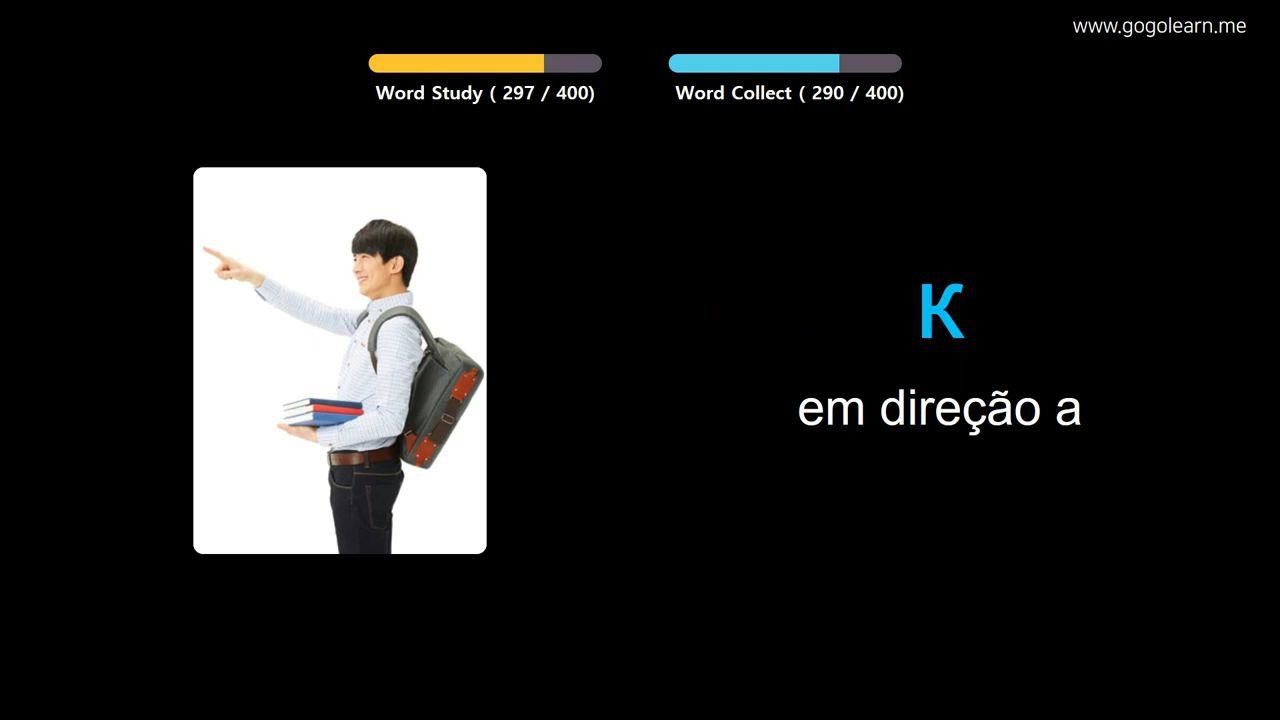 www.gogolearn.me
Word Study ( 297 / 400)
Word Collect ( 290 / 400)
К
em direção a